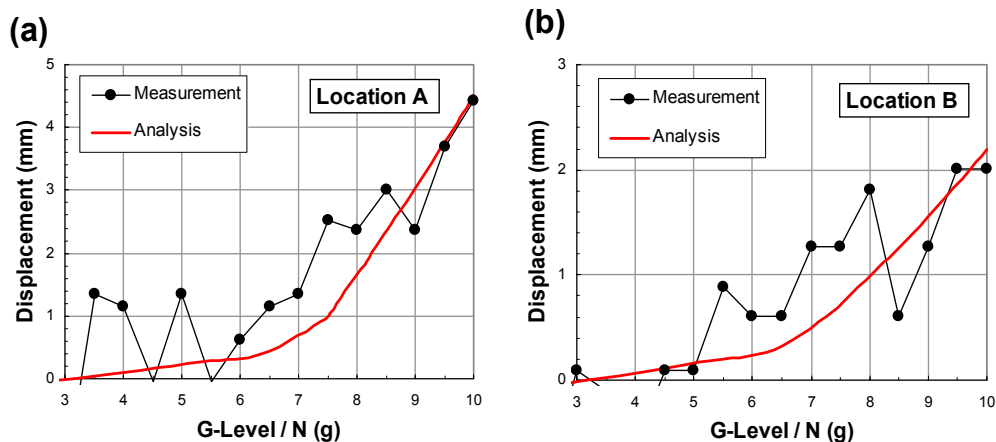 (a)
Measurement
Analysis
Location A
Displacement (mm)
5
4
3
2
1
0
3 4 5 6 7 8 9 10
G-Level / N (g)
(b)
Measurement
Analysis
Location B
Displacement (mm)
3
2
1
0
3 4 5 6 7 8 9 10
G-Level / N (g)